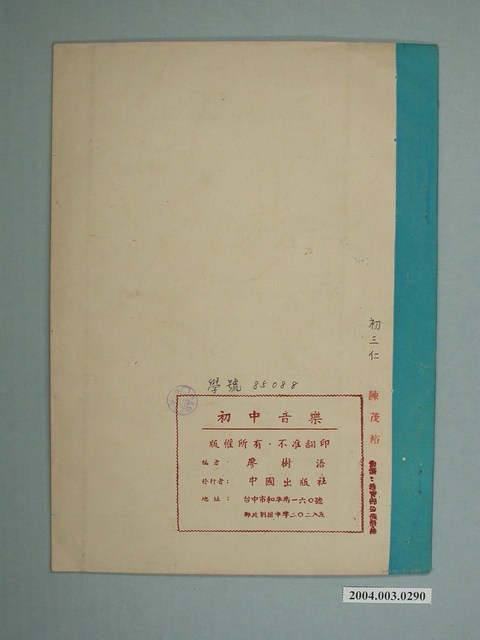 初三仁
陳茂裕
學號 85088
初中音樂
版權所有·不准翻印
編者： 廖樹
發行者： 中國出版社
地址： 台中市和平街一六〇號
2004.003.0290